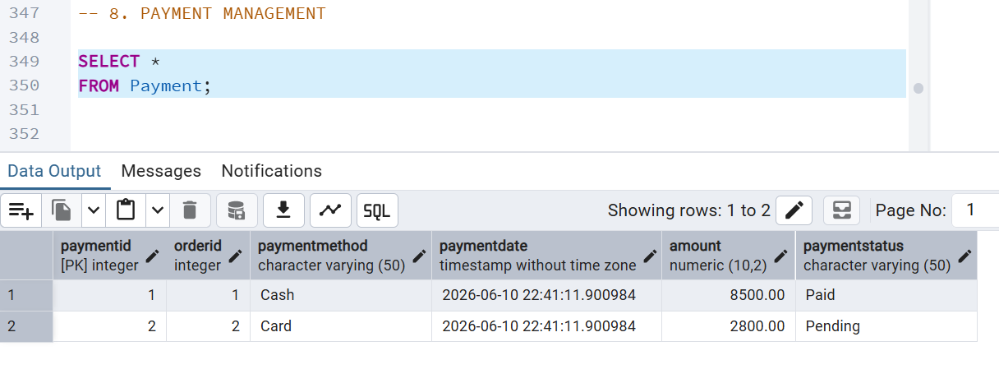 347 -- 8. PAYMENT MANAGEMENT
348
349 SELECT *
350 FROM Payment;
351
352
Data Output Messages Notifications
SQL Showing rows: 1 to 2 Page No: 1
paymentid orderid paymentmethod paymentdate amount paymentstatus
[PK] integer integer character varying (50) timestamp without time zone numeric (10,2) character varying (50)
1 1 1 Cash 2026-06-10 22:41:11.900984 8500.00 Paid
2 2 2 Card 2026-06-10 22:41:11.900984 2800.00 Pending